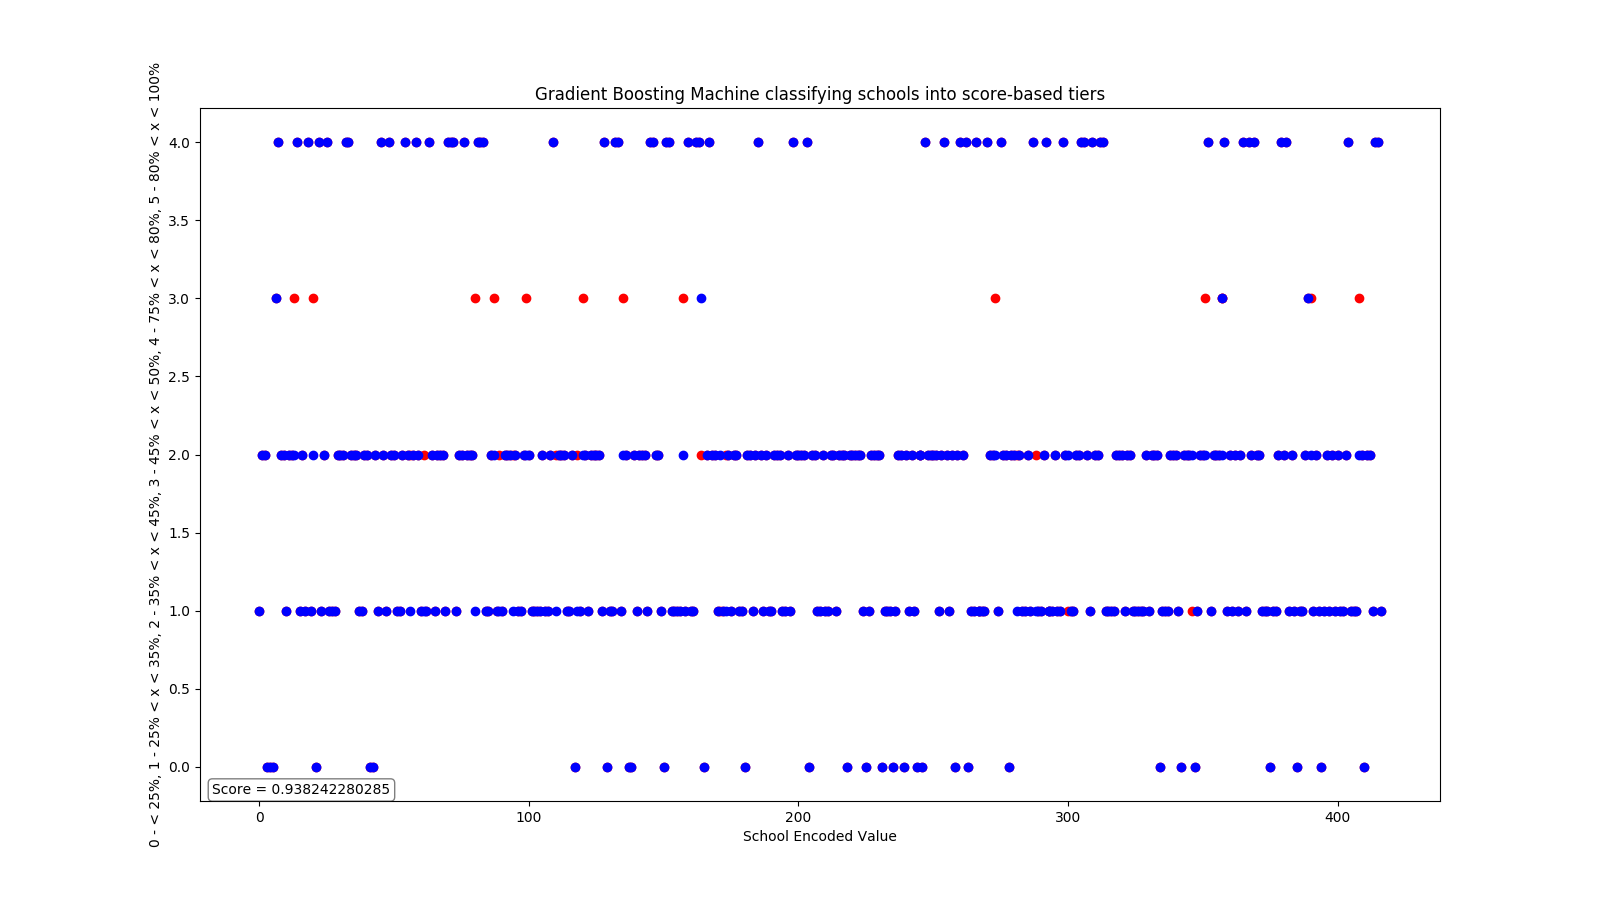 Gradient Boosting Machine classifying schools into score-based tiers
0 - < 25%, 1 - 25% < x < 35%, 2 - 35% < x < 45%, 3 - 45% < x < 50%, 4 - 75% < x < 80%, 5 - 80% < x < 100%
4.0
3.5
3.0
2.5
2.0
1.5
1.0
0.5
0.0
Score = 0.938242280285
0 100 200 300 400
School Encoded Value